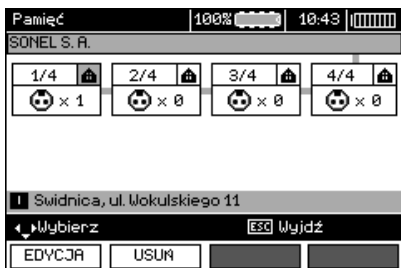 Pamięć 100% 10:43
SONEL S. A.
1/4 2/4 3/4 4/4
x 1 x 0 x 0 x 0
I Swidnica, ul. Wokulskiego 11
Wybierz ESC Wyjdź
EDYCJA USUŃ